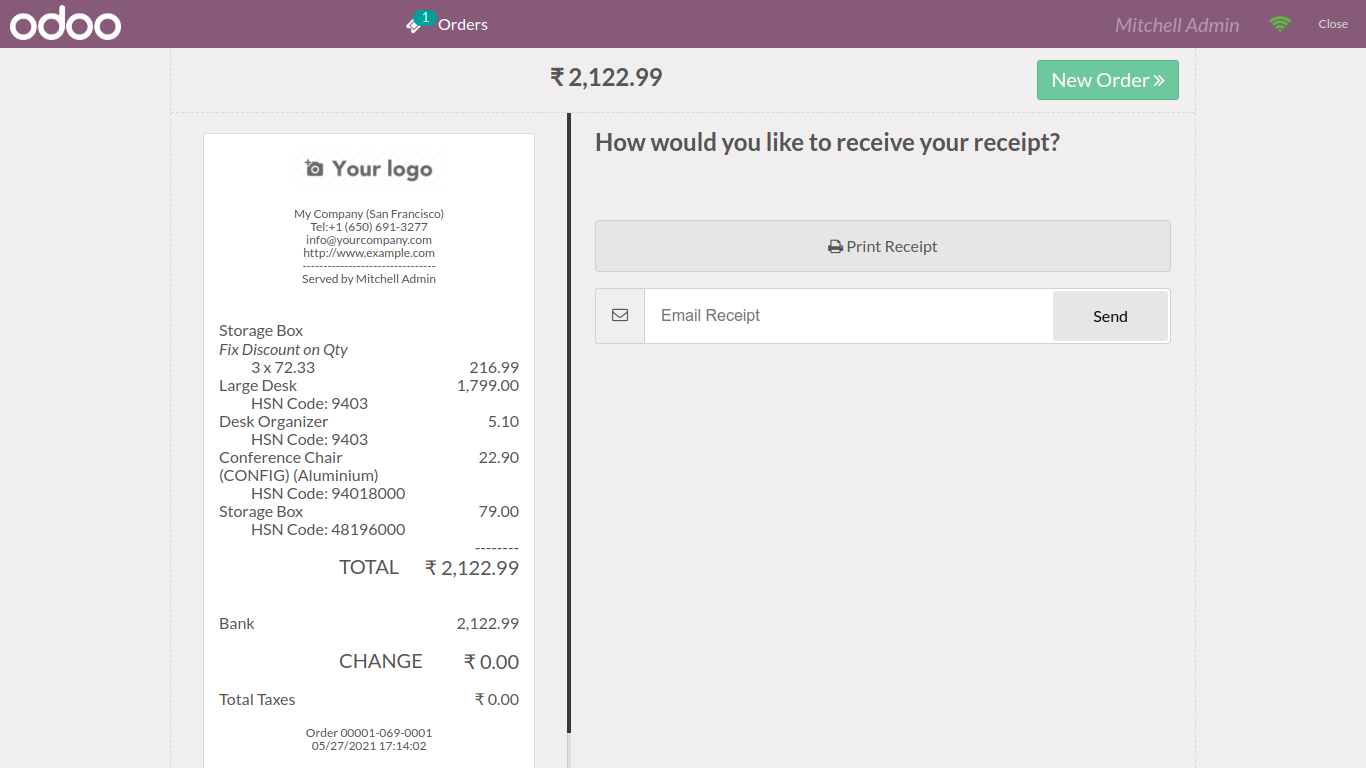 odoo
1
Orders
Mitchell Admin
Close
₹ 2,122.99
New Order »
Your logo
My Company (San Francisco)
Tel:+1 (650) 691-3277
info@yourcompany.com
http://www.example.com
--------------------------------
Served by Mitchell Admin
Storage Box
Fix Discount on Qty
3 x 72.33 216.99
Large Desk 1,799.00
HSN Code: 9403
Desk Organizer 5.10
HSN Code: 9403
Conference Chair 22.90
(CONFIG) (Aluminium)
HSN Code: 94018000
Storage Box 79.00
HSN Code: 48196000
--------
TOTAL ₹ 2,122.99
Bank 2,122.99
CHANGE ₹ 0.00
Total Taxes ₹ 0.00
Order 00001-069-0001
05/27/2021 17:14:02
How would you like to receive your receipt?
Print Receipt
Email Receipt
Send